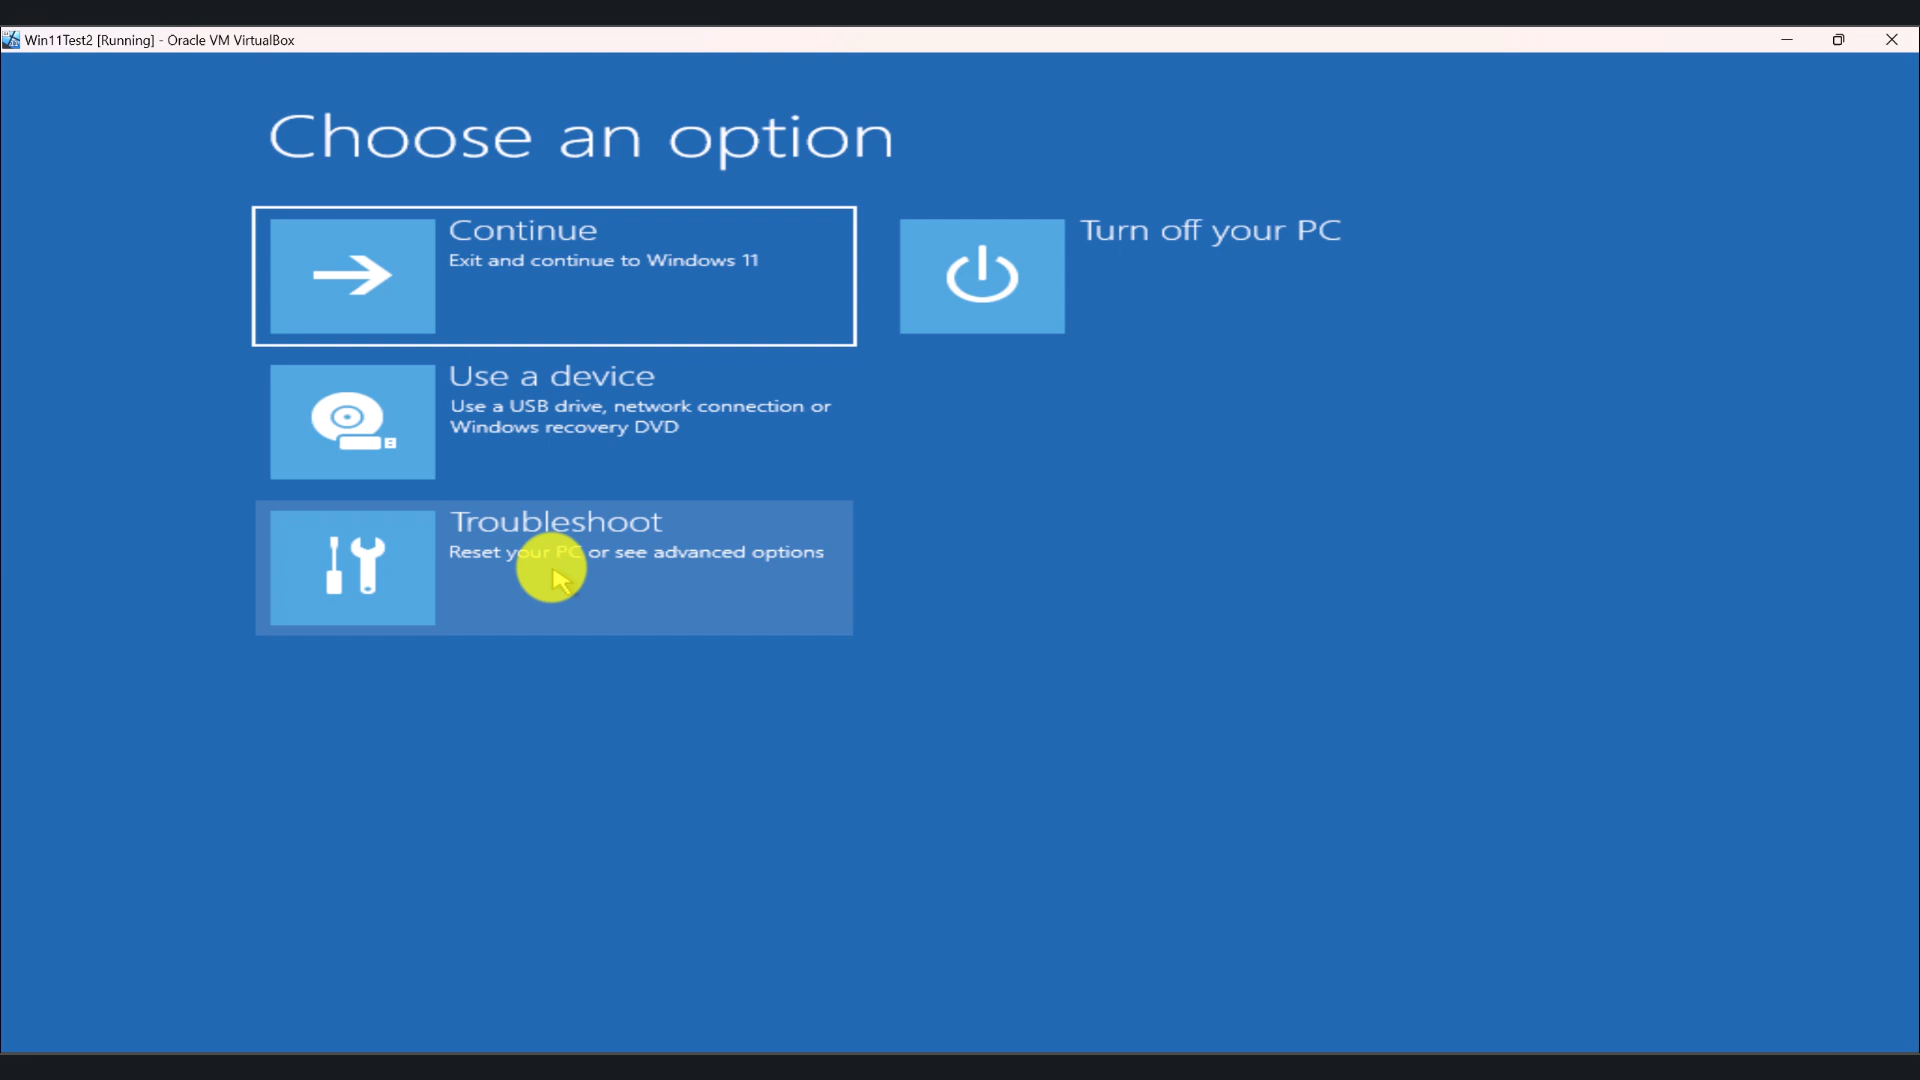 Win11Test2 [Running] - Oracle VM VirtualBox
Choose an option
Continue
Exit and continue to Windows 11
Turn off your PC
Use a device
Use a USB drive, network connection or
Windows recovery DVD
Troubleshoot
Reset your PC or see advanced options